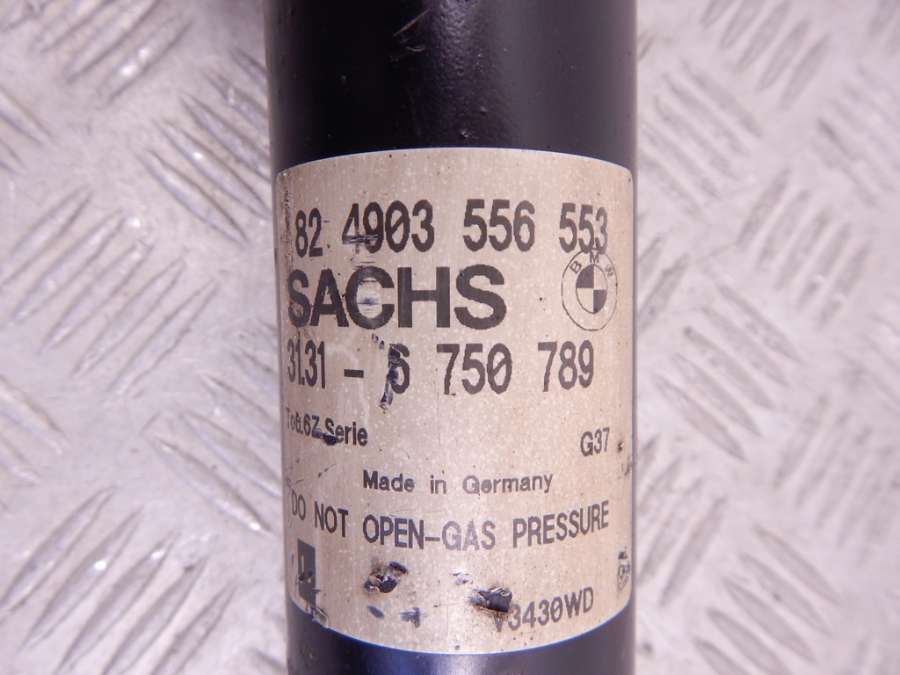 82 4903 556 553
BMW
SACHS
31.31 - 6 750 789
Serie
G37
Made in Germany
DO NOT OPEN-GAS PRESSURE
V3430WD